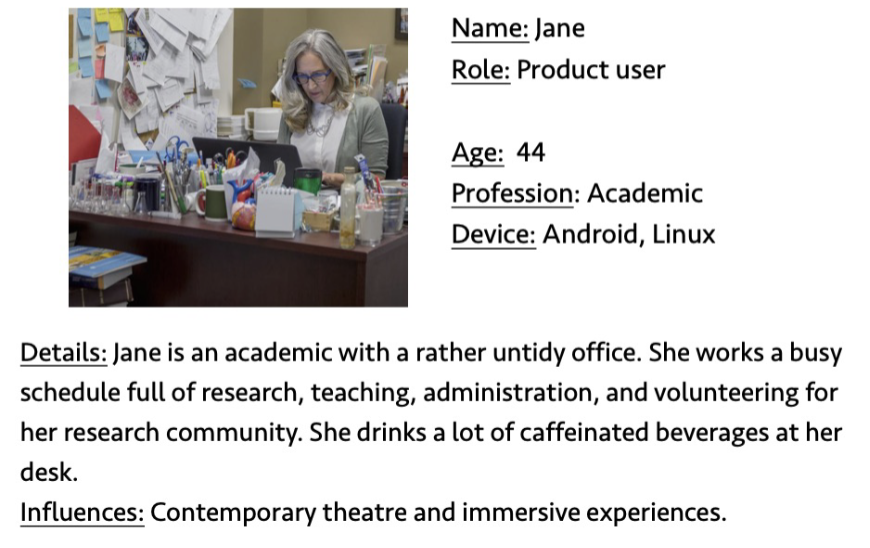 Name: Jane
Role: Product user
Age: 44
Profession: Academic
Device: Android, Linux
Details: Jane is an academic with a rather untidy office. She works a busy
schedule full of research, teaching, administration, and volunteering for
her research community. She drinks a lot of caffeinated beverages at her
desk.
Influences: Contemporary theatre and immersive experiences.